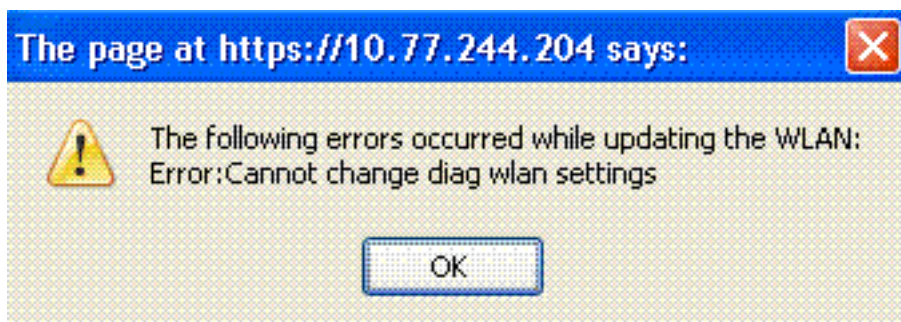 The page at https://10.77.244.204 says:
The following errors occurred while updating the WLAN:
Error:Cannot change diag wlan settings
OK